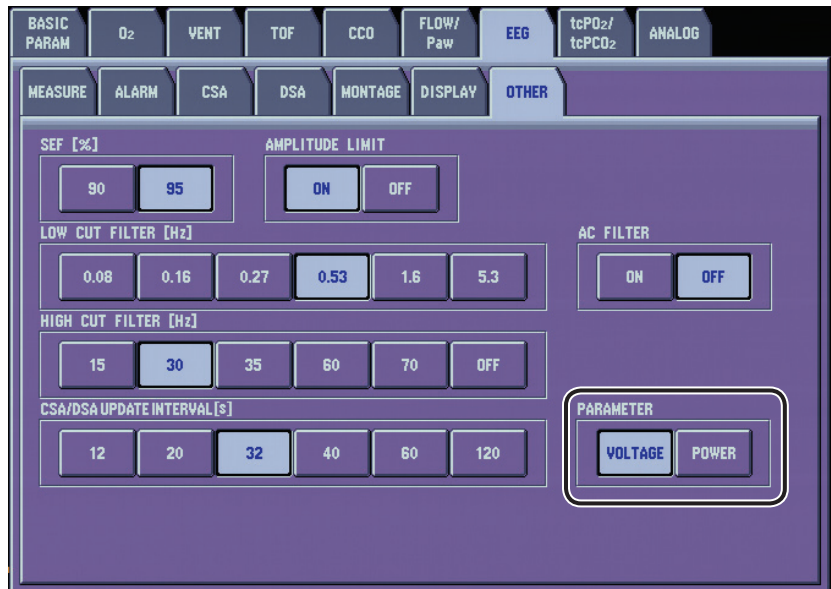 BASIC PARAM O2 VENT TOF CCO FLOW/ Paw EEG tcPO2/ tcPCO2 ANALOG
MEASURE ALARM CSA DSA MONTAGE DISPLAY OTHER
SEF [%] AMPLITUDE LIMIT
90 95 ON OFF
LOW CUT FILTER [Hz] AC FILTER
0.08 0.16 0.27 0.53 1.6 5.3 ON OFF
HIGH CUT FILTER [Hz]
15 30 35 60 70 OFF
CSA/DSA UPDATE INTERVAL[s] PARAMETER
12 20 32 40 60 120 VOLTAGE POWER